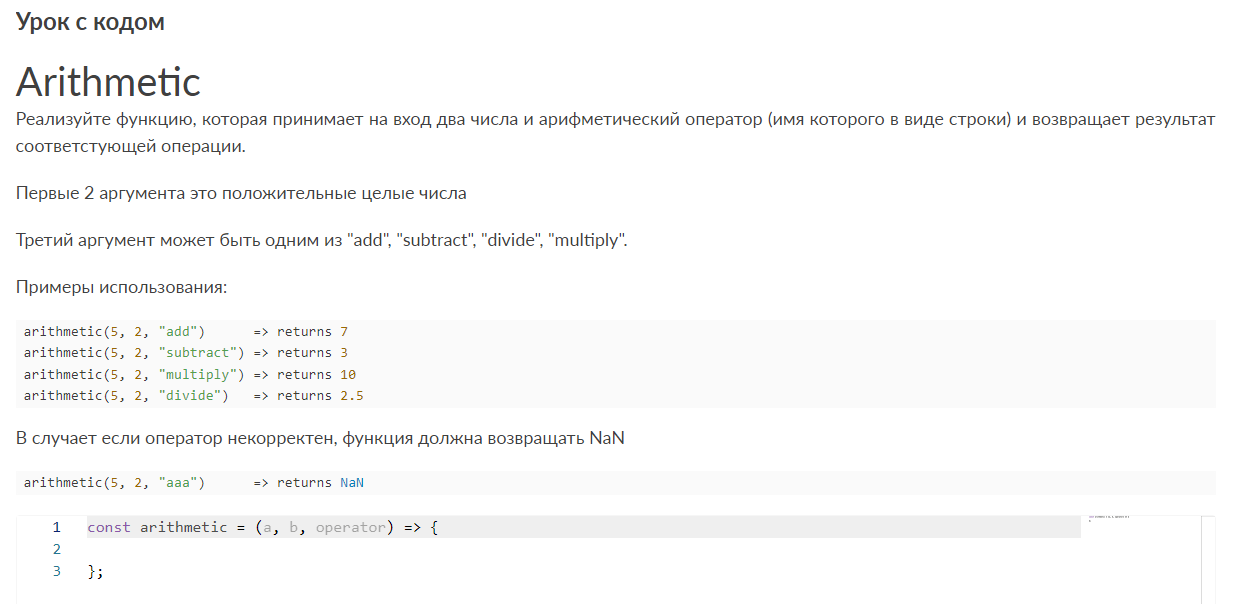 Урок с кодом
Arithmetic
Реализуйте функцию, которая принимает на вход два числа и арифметический оператор (имя которого в виде строки) и возвращает результат
соответстующей операции.
Первые 2 аргумента это положительные целые числа
Третий аргумент может быть одним из "add", "subtract", "divide", "multiply".
Примеры использования:
arithmetic(5, 2, "add")      => returns 7
arithmetic(5, 2, "subtract") => returns 3
arithmetic(5, 2, "multiply") => returns 10
arithmetic(5, 2, "divide")   => returns 2.5
В случает если оператор некорректен, функция должна возвращать NaN
arithmetic(5, 2, "aaa")      => returns NaN
1 const arithmetic = (a, b, operator) => {
2
3 };